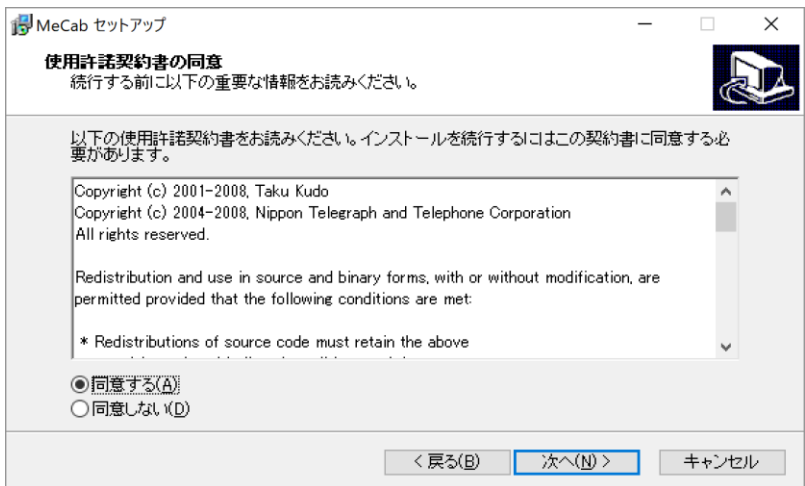 MeCab セットアップ
使用許諾契約書の同意
続行する前に以下の重要な情報をお読みください。
以下の使用許諾契約書をお読みください。インストールを続行するにはこの契約書に同意する必
要があります。
Copyright (c) 2001-2008, Taku Kudo
Copyright (c) 2004-2008, Nippon Telegraph and Telephone Corporation
All rights reserved.
Redistribution and use in source and binary forms, with or without modification, are
permitted provided that the following conditions are met:
* Redistributions of source code must retain the above
同意する(A)
同意しない(D)
< 戻る(B)
次へ(N) >
キャンセル